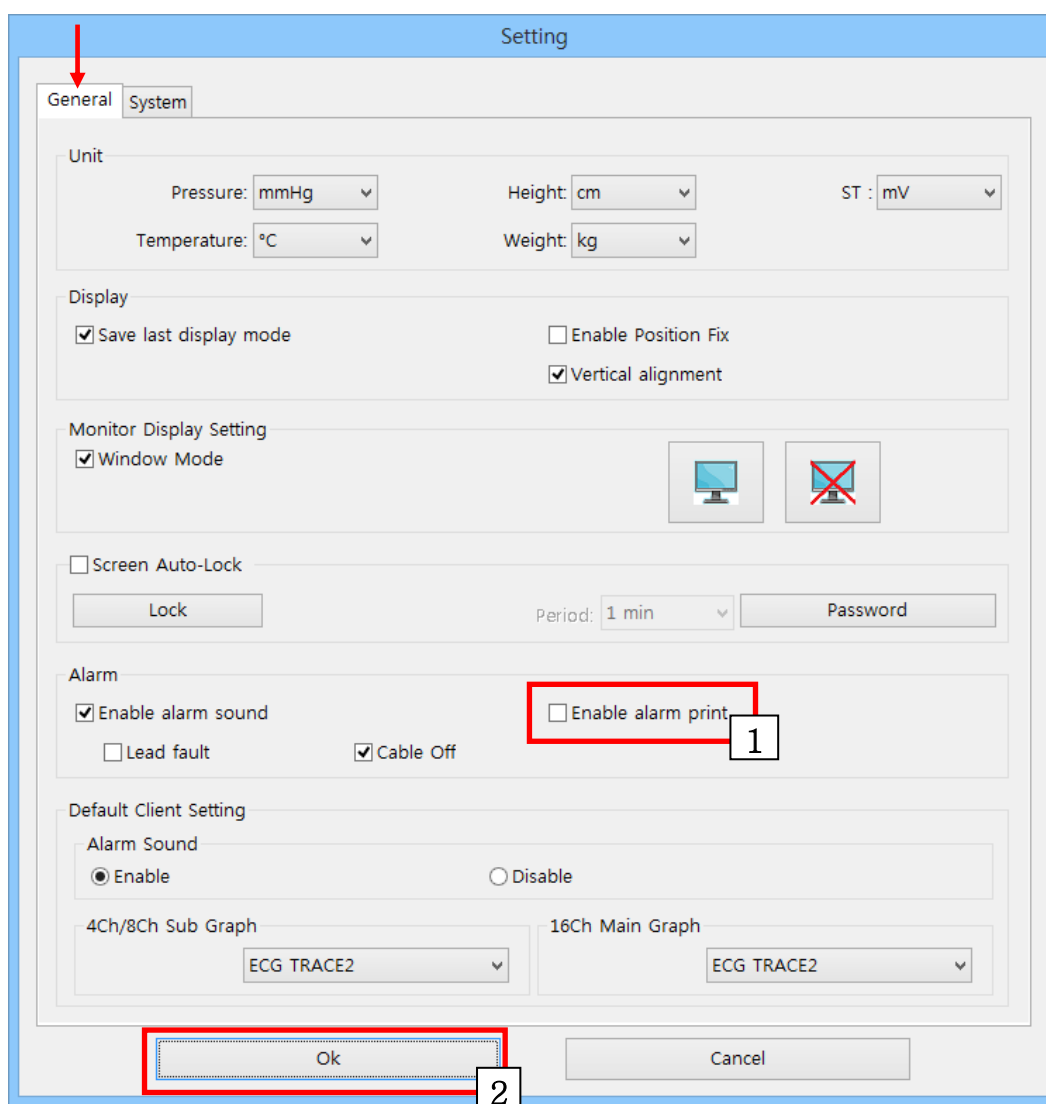 Setting
General System
Unit
Pressure: mmHg Height: cm ST : mV
Temperature: °C Weight: kg
Display
Save last display mode Enable Position Fix
Vertical alignment
Monitor Display Setting
Window Mode
Screen Auto-Lock
Lock Period: 1 min Password
Alarm
Enable alarm sound Enable alarm print
1
Lead fault Cable Off
Default Client Setting
Alarm Sound
Enable Disable
4Ch/8Ch Sub Graph 16Ch Main Graph
ECG TRACE2 ECG TRACE2
Ok Cancel
2